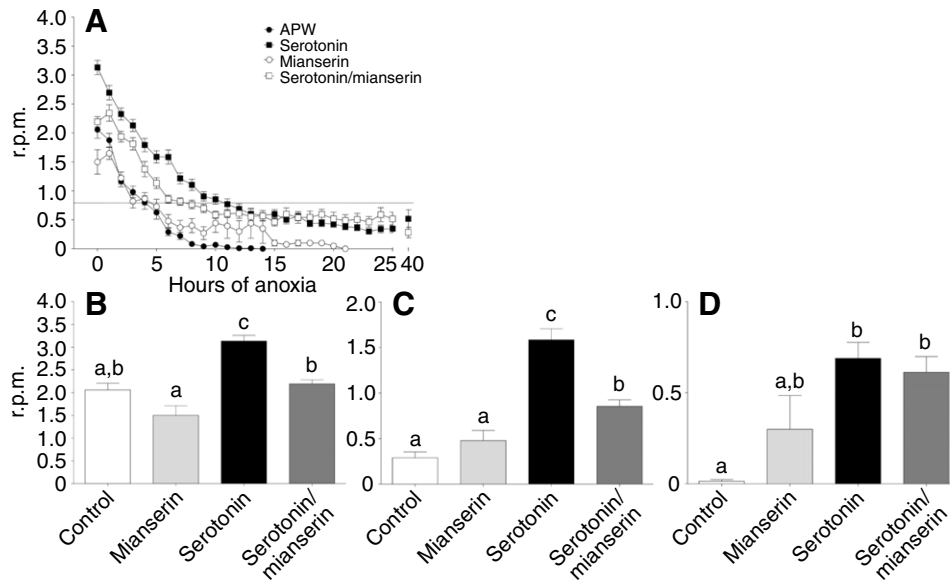 A
APW
Serotonin
Mianserin
Serotonin/mianserin
r.p.m.
4.0
3.5
3.0
2.5
2.0
1.5
1.0
0.5
0
0 5 10 15 20 25 40
Hours of anoxia
B
r.p.m.
4.0
3.5
3.0
2.5
2.0
1.5
1.0
0.5
0
a,b
a
c
b
Control
Mianserin
Serotonin
Serotonin/
mianserin
C
2.0
1.5
1.0
0.5
0
a
a
c
b
Control
Mianserin
Serotonin
Serotonin/
mianserin
D
1.0
0.5
0
a
a,b
b
b
Control
Mianserin
Serotonin
Serotonin/
mianserin